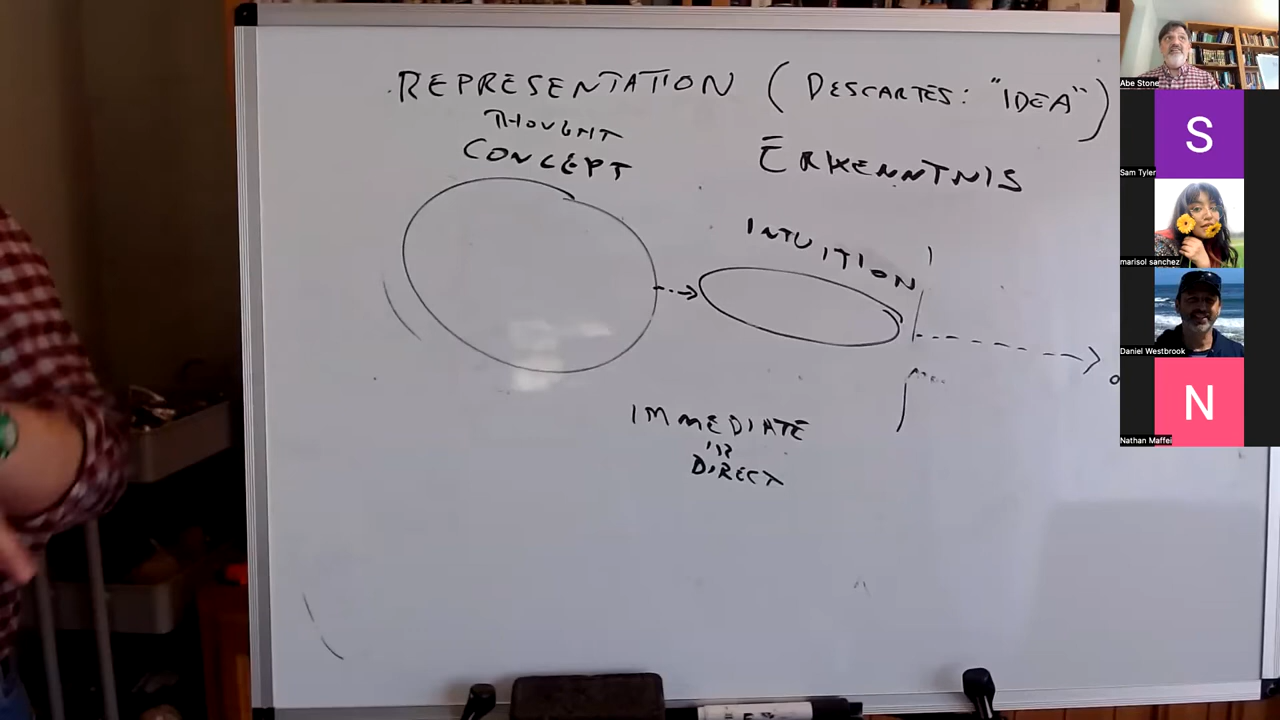 REPRESENTATION (DESCARTES: "IDEA")
THOUGHT
CONCEPT
ERKENNTNIS
INTUITION
IMMEDIATE
DIRECT
Abe Stone
S
Sam Tyler
marisol sanchez
Daniel Westbrook
N
Nathan Maffei